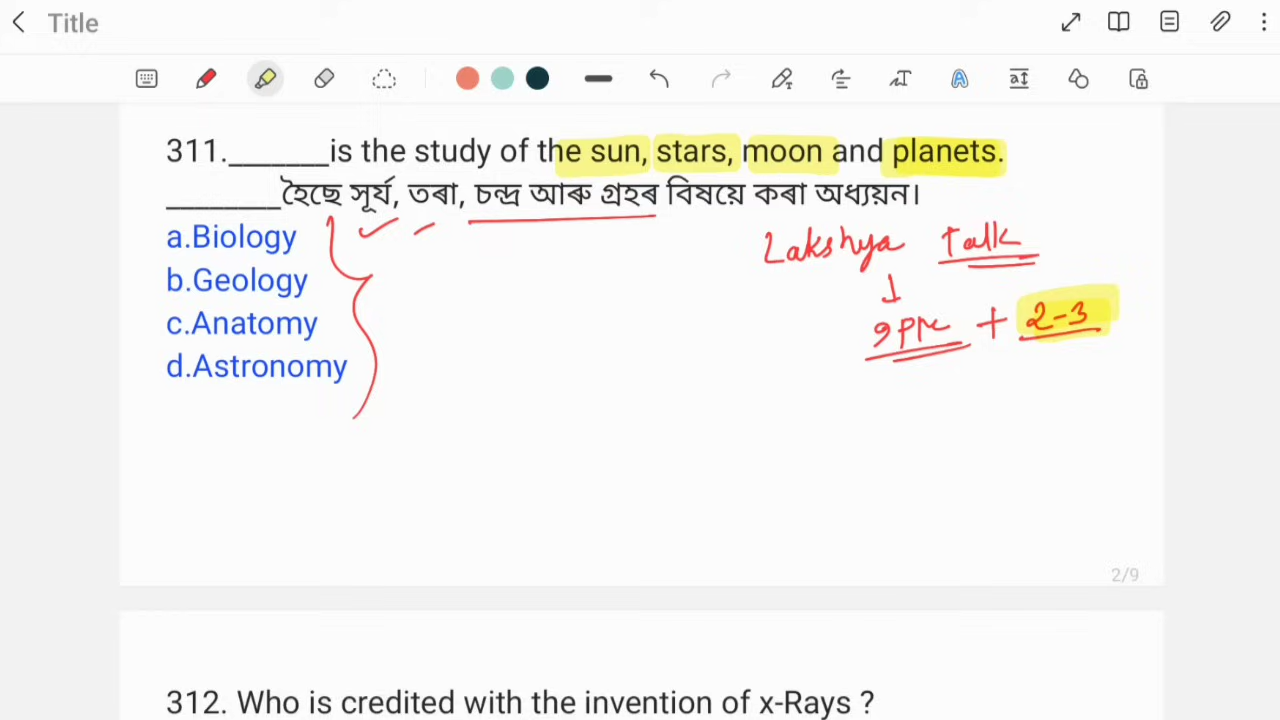 Title
311._______is the study of the sun, stars, moon and planets.
________হৈছে সূৰ্য, তৰা, চন্দ্ৰ আৰু গ্ৰহৰ বিষয়ে কৰা অধ্যয়ন।
a.Biology
Lakshya Talk
b.Geology
c.Anatomy
+ 2-3
d.Astronomy
2/9
312. Who is credited with the invention of x-Rays ?